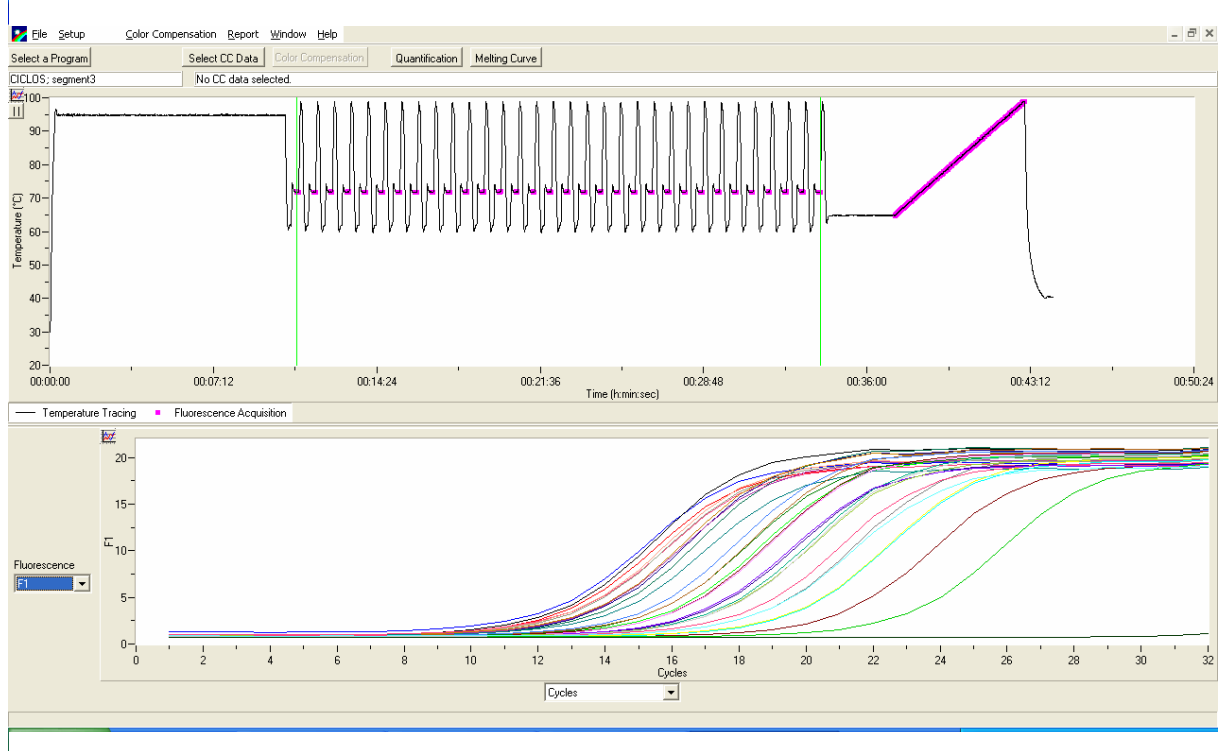 File Setup Color Compensation Report Window Help
Select a Program Select CC Data Color Compensation Quantification Melting Curve
CICLOS; segment3 No CC data selected.
100
90
80
70
60
50
40
30
20
Temperature (°C)
00:00:00 00:07:12 00:14:24 00:21:36 00:28:48 00:36:00 00:43:12 00:50:24
Time (h:min:sec)
Temperature Tracing Fluorescence Acquisition
20
15
10
5
0
F1
Fluorescence
F1
0 2 4 6 8 10 12 14 16 18 20 22 24 26 28 30 32
Cycles
Cycles